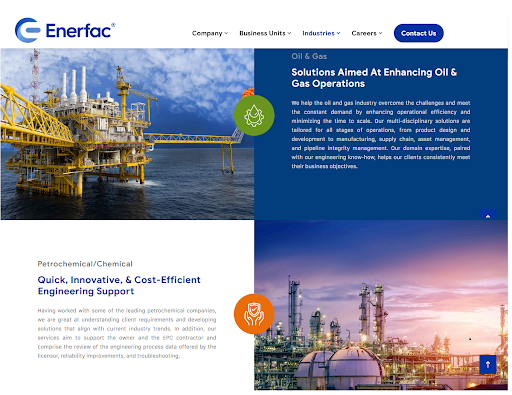 Enerfac®
Company Business Units Industries Careers Contact Us
Oil & Gas
Solutions Aimed At Enhancing Oil &
Gas Operations
We help the oil and gas industry overcome the challenges and meet
the constant demand by enhancing operational efficiency and
minimizing the time to scale. Our multi-disciplinary solutions are
tailored for all stages of operations, from product design and
development to manufacturing, supply chain, asset management,
and pipeline integrity management. Our domain expertise, paired
with our engineering know-how, helps our clients consistently meet
their business objectives.
Petrochemical/Chemical
Quick, Innovative, & Cost-Efficient
Engineering Support
Having worked with some of the leading petrochemical companies,
we are great at understanding client requirements and developing
solutions that align with current industry trends. In addition, our
services aim to support the owner and the EPC contractor and
comprise the review of the engineering process data offered by the
licensor, reliability improvements, and troubleshooting.